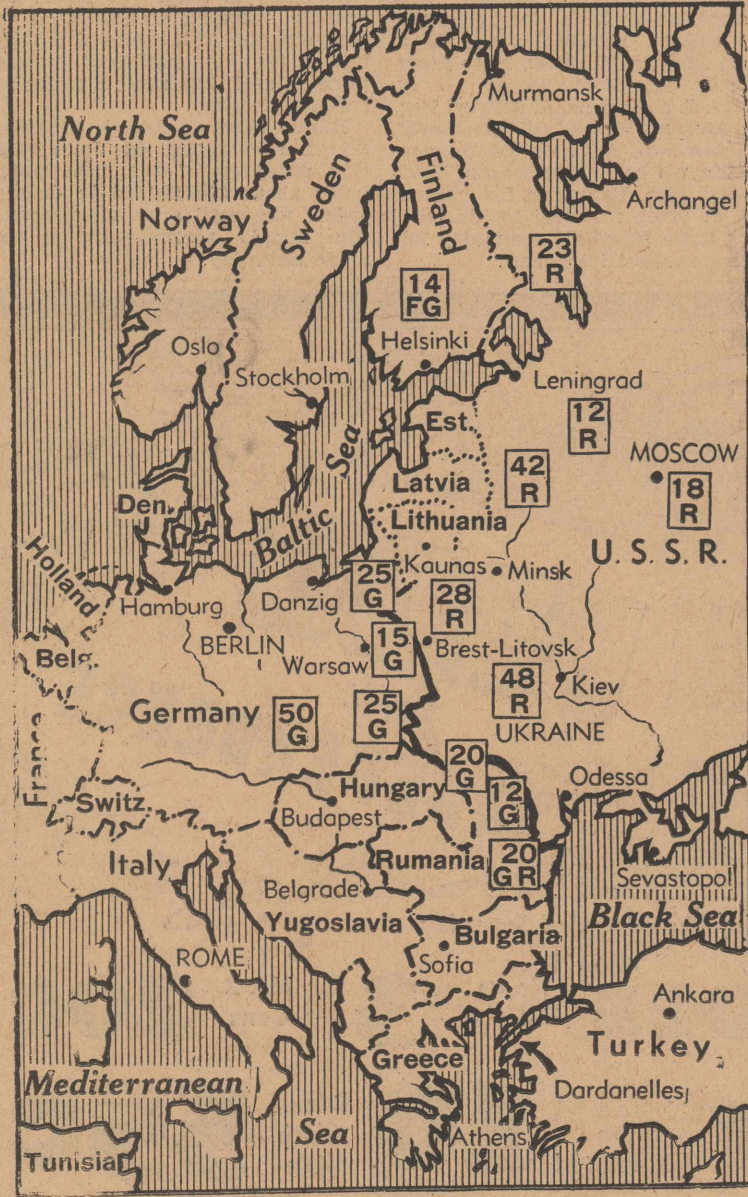 Murmansk
North Sea
Sweden
Finland
Archangel
Norway
23
R
14
FG
Oslo
Helsinki
Stockholm
Leningrad
Est.
12
R
Sea
42
R
MOSCOW
18
R
Latvia
Den.
Lithuania
Baltic
U. S. S. R.
Holland
Kaunas
Minsk
25
G
Hamburg
Danzig
28
R
BERLIN
15
G
Brest-Litovsk
Belg.
Warsaw
48
R
Kiev
Germany
50
G
25
G
UKRAINE
France
20
G
Odessa
Hungary
12
G
Switz.
Budapest
Italy
Rumania
20
G R
Sevastopol
Belgrade
Black Sea
Yugoslavia
Bulgaria
ROME
Sofia
Ankara
Turkey
Greece
Mediterranean
Dardanelles
Sea
Athens
Tunisia